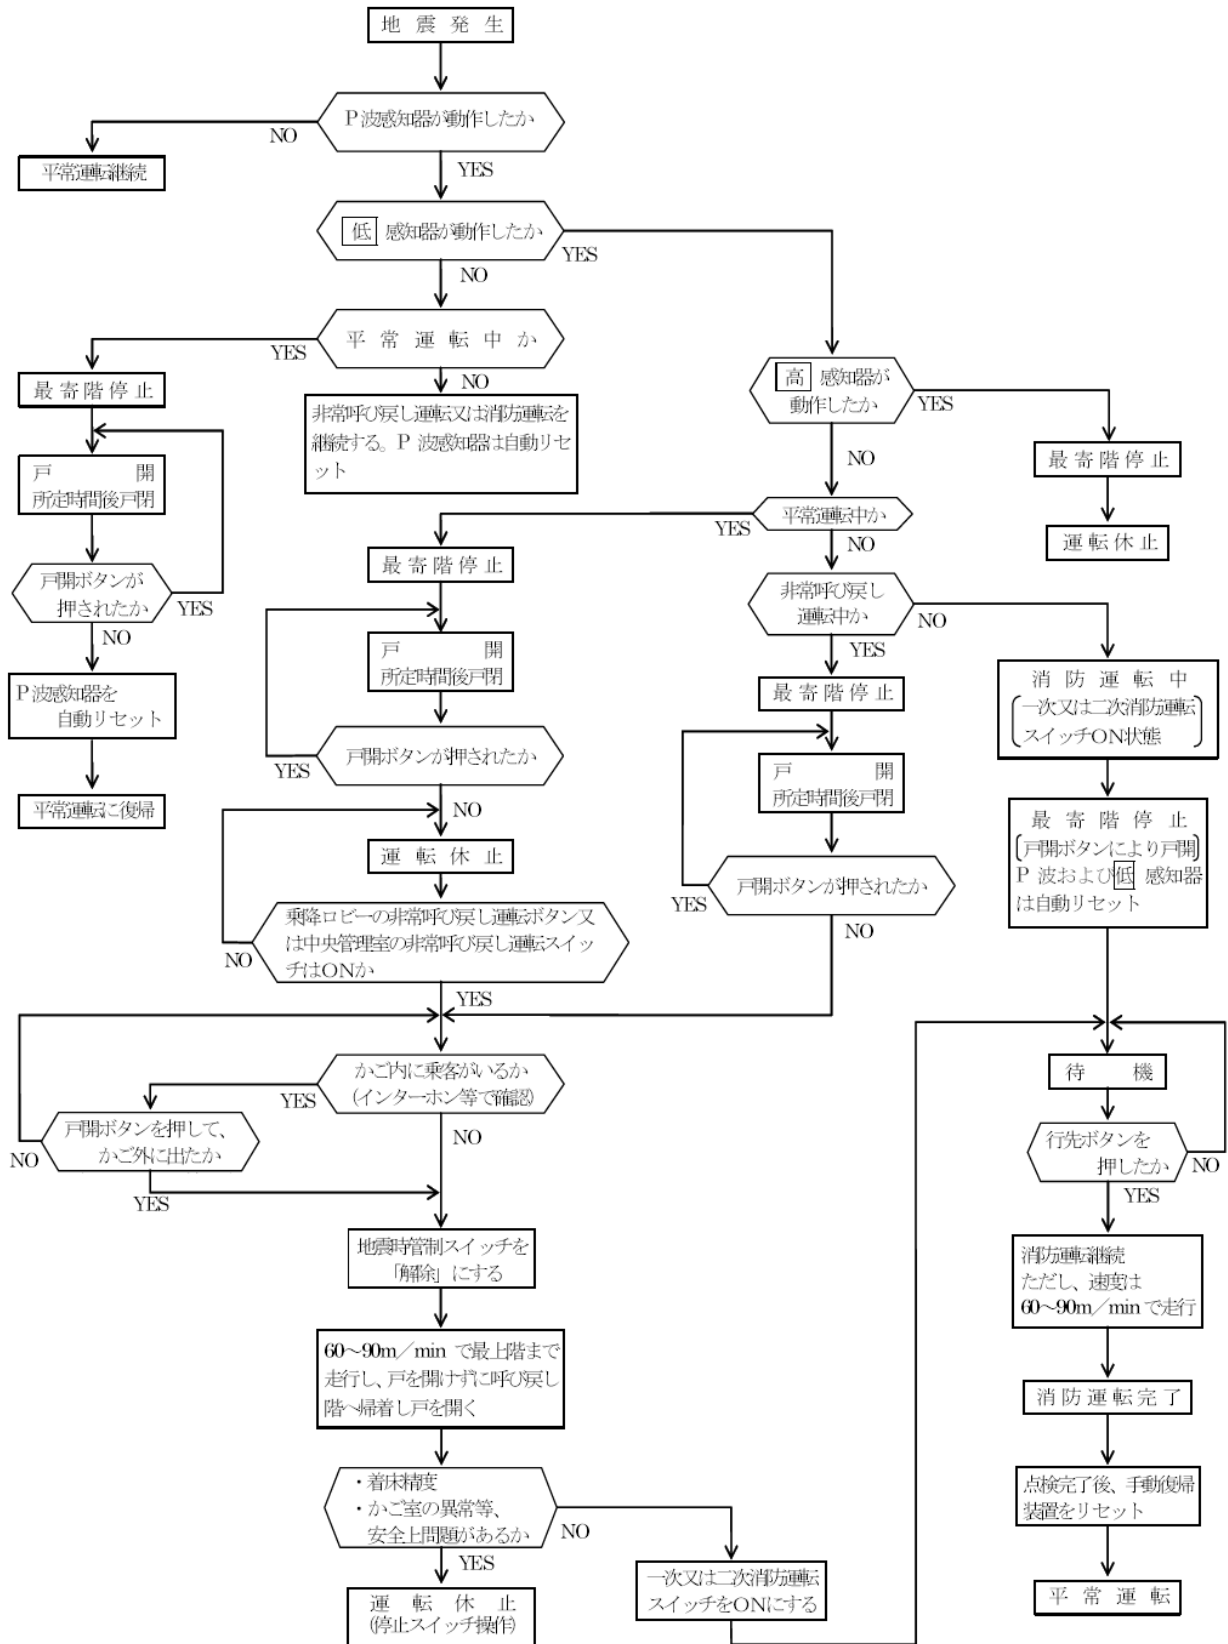 地震発生
P波感知器が動作したか
NO
YES
平常運転継続
低 感知器が動作したか
YES
NO
平常運転中か
YES
NO
最寄階停止
非常呼び戻し運転又は消防運転を
継続する。P 波感知器は自動リセ
ット
戸　　開
所定時間後戸閉
戸開ボタンが
押されたか
YES
NO
P波感知器を
自動リセット
平常運転に復帰
高 感知器が
動作したか
YES
NO
最寄階停止
運転休止
平常運転中か
YES
NO
最寄階停止
戸　　開
所定時間後戸閉
戸開ボタンが押されたか
YES
NO
運転休止
乗降ロビーの非常呼び戻し運転ボタン又
は中央管理室の非常呼び戻し運転スイッ
チはONか
NO
YES
非常呼び戻し
運転中か
NO
YES
最寄階停止
戸　　開
所定時間後戸閉
戸開ボタンが押されたか
YES
NO
消防運転中
一次又は二次消防運転
スイッチON状態
最寄階停止
戸開ボタンにより戸開
P 波および低 感知器
は自動リセット
かご内に乗客がいるか
(インターホン等で確認)
YES
NO
戸開ボタンを押して、
かご外に出たか
NO
YES
地震時管制スイッチを
「解除」にする
60～90m／min で最上階まで
走行し、戸を開けずに呼び戻し
階へ帰着し戸を開く
・着床精度
・かご室の異常等、
安全上問題があるか
NO
YES
運転休止
(停止スイッチ操作)
一次又は二次消防運転
スイッチをONにする
待　　機
行先ボタンを
押したか
NO
YES
消防運転継続
ただし、速度は
60～90m／min で走行
消防運転完了
点検完了後、手動復帰
装置をリセット
平常運転